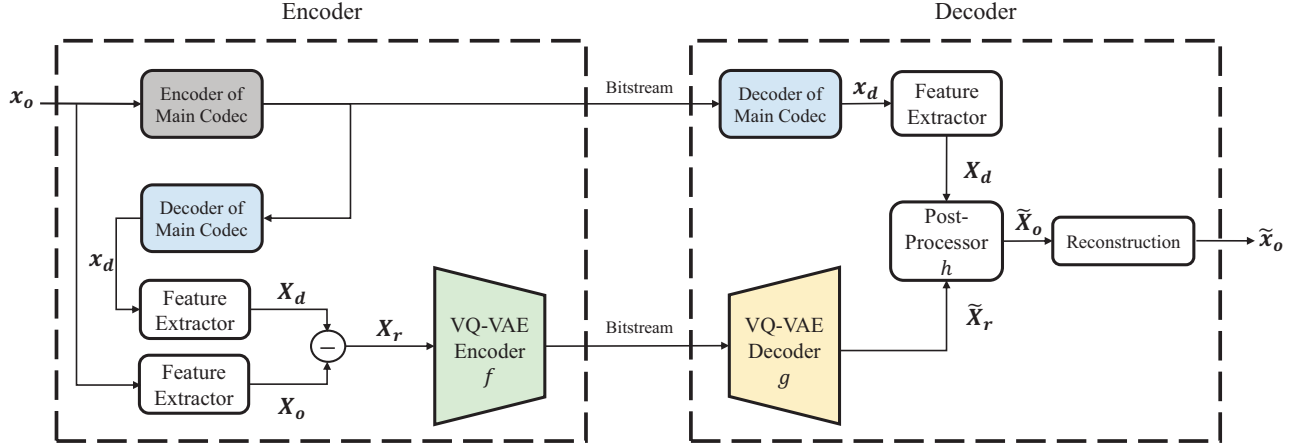 Encoder
Decoder
x_o
Encoder of
Main Codec
Bitstream
Decoder of
Main Codec
x_d
Feature
Extractor
X_d
Decoder of
Main Codec
x_d
Post-
Processor
h
X̃_o
Reconstruction
x̃_o
Feature
Extractor
X_d
−
X_r
VQ-VAE
Encoder
f
Bitstream
VQ-VAE
Decoder
g
X̃_r
Feature
Extractor
X_o